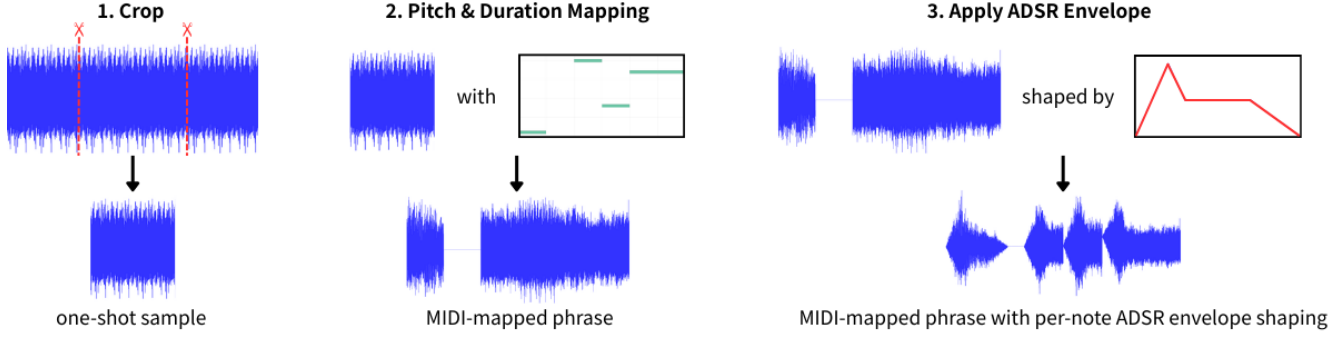 1. Crop
2. Pitch & Duration Mapping
3. Apply ADSR Envelope
with
shaped by
one-shot sample
MIDI-mapped phrase
MIDI-mapped phrase with per-note ADSR envelope shaping